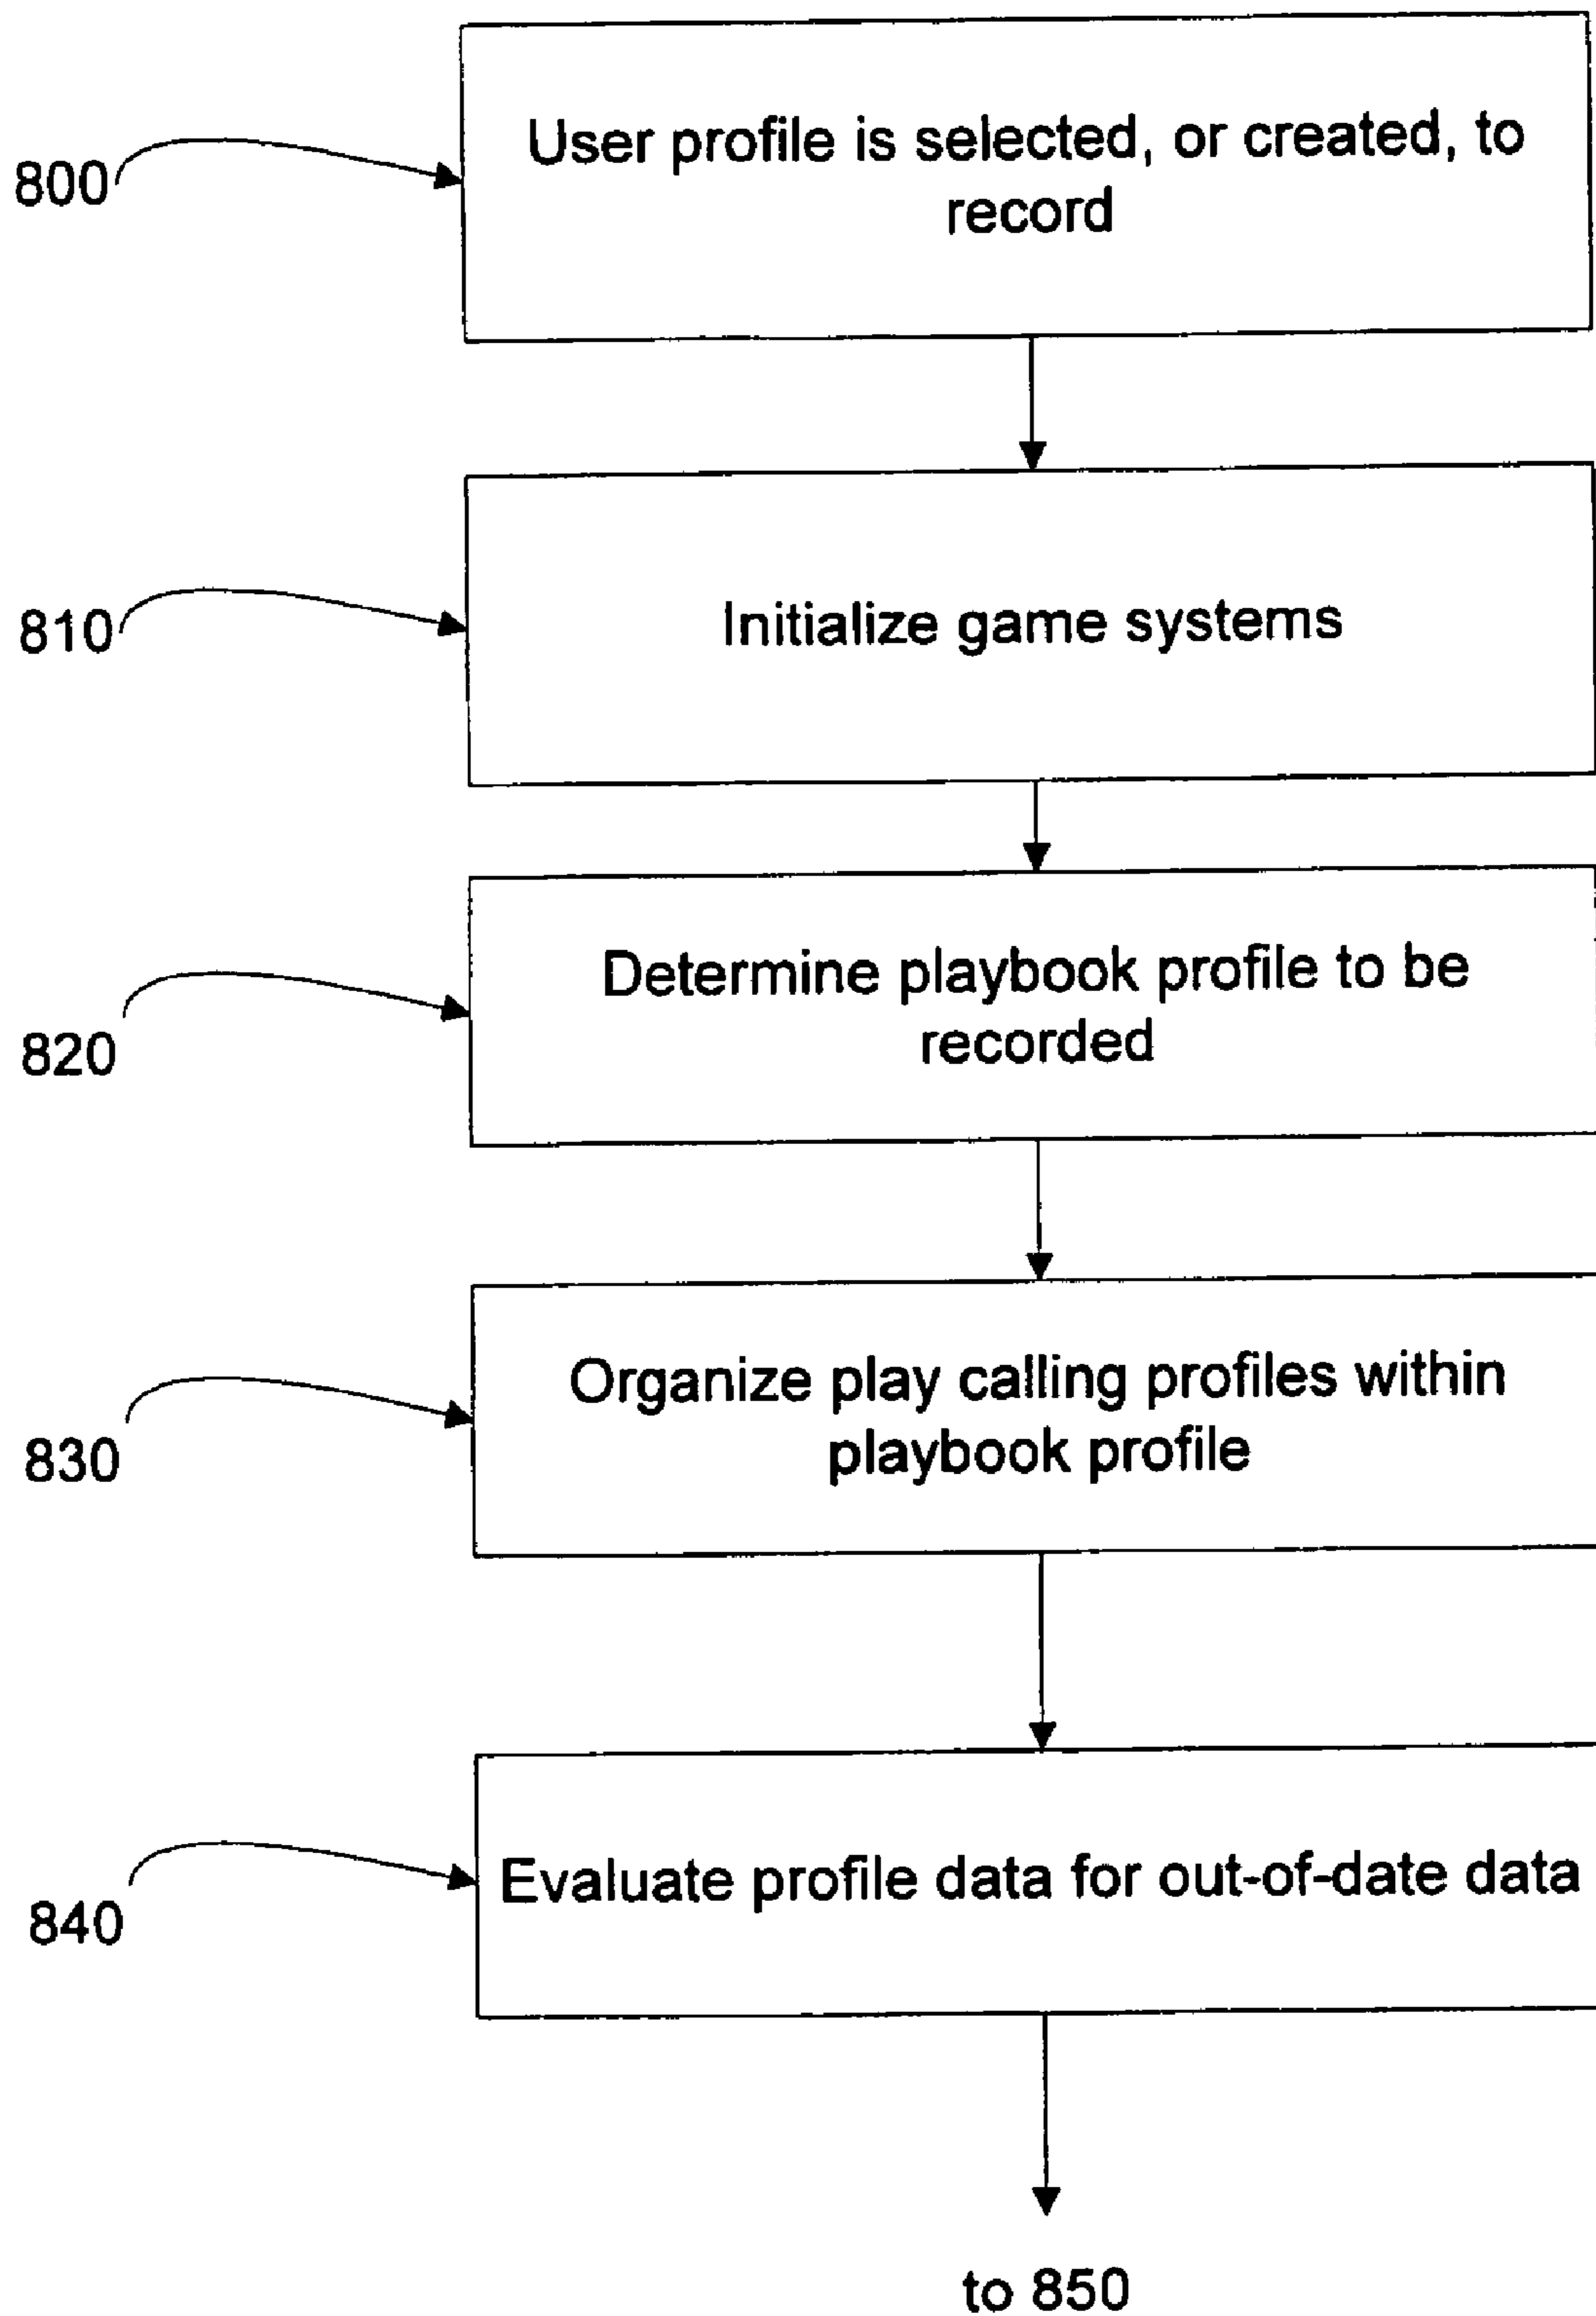 User profile is selected, or created, to
record
800
Initialize game systems
810
Determine playbook profile to be
recorded
820
Organize play calling profiles within
playbook profile
830
Evaluate profile data for out-of-date data
840
to 850